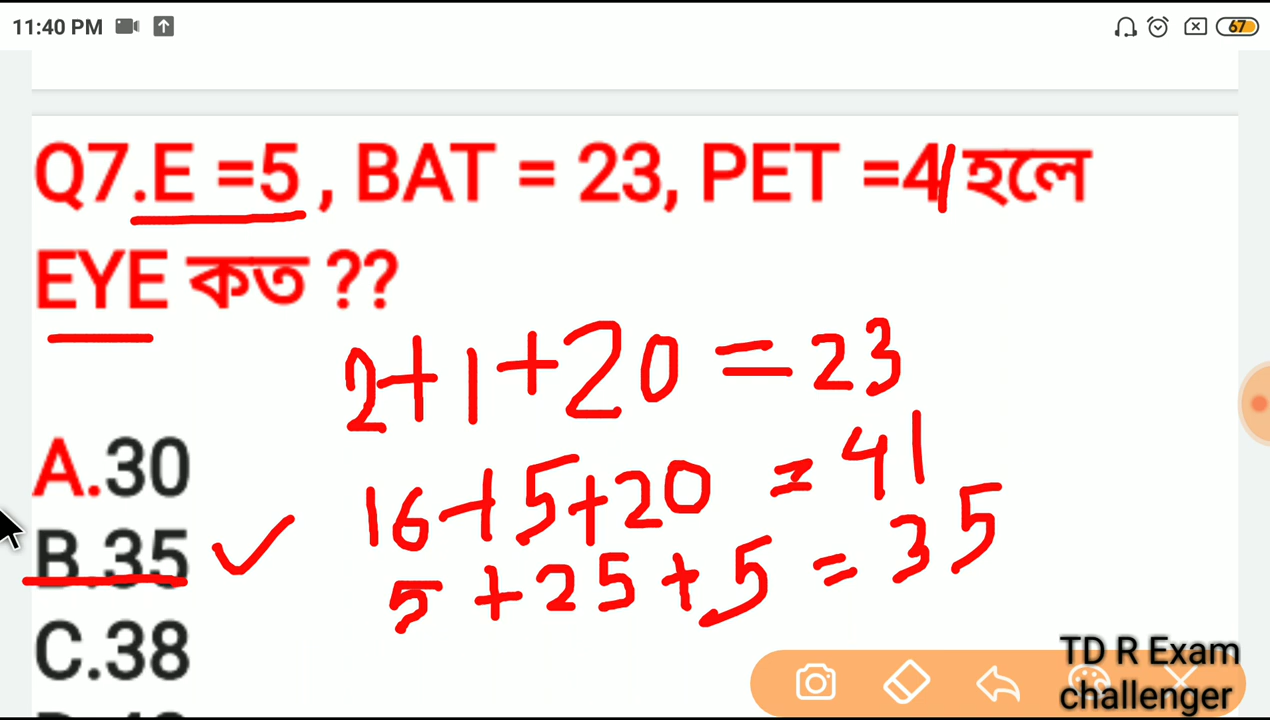 11:40 PM
67
Q7.E =5 , BAT = 23, PET =41 হলে
EYE কত ??
2+1+20 = 23
A.30
16+5+20 = 41
B.35
5+25+5 = 35
C.38
TD R Exam
challenger